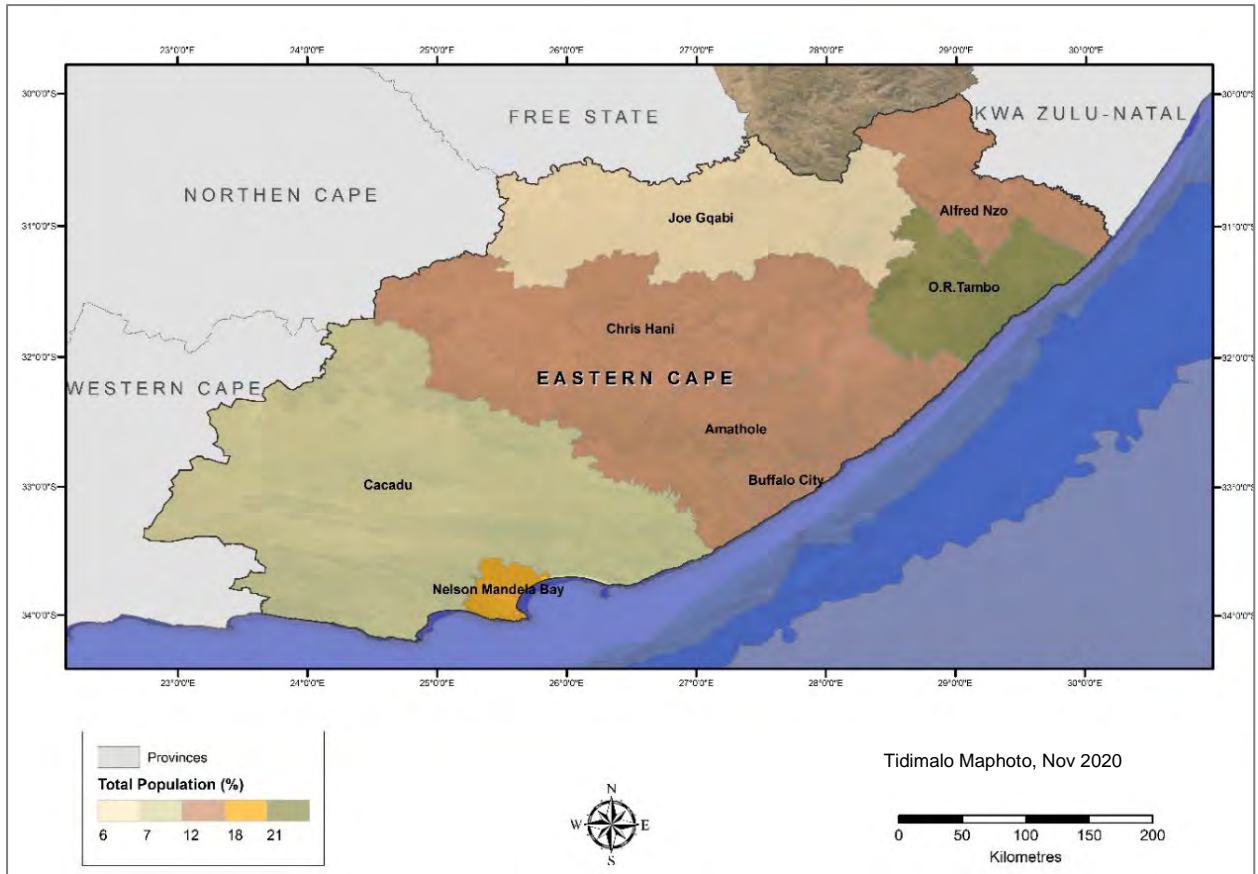 23°0'0"E 24°0'0"E 25°0'0"E 26°0'0"E 27°0'0"E 28°0'0"E 29°0'0"E 30°0'0"E
30°0'0"S 30°0'0"S
FREE STATE
KWA ZULU-NATAL
NORTHEN CAPE
Joe Gqabi
Alfred Nzo
31°0'0"S 31°0'0"S
O.R.Tambo
Chris Hani
32°0'0"S 32°0'0"S
WESTERN CAPE
EASTERN CAPE
Amathole
Buffalo City
Cacadu
33°0'0"S 33°0'0"S
Nelson Mandela Bay
34°0'0"S 34°0'0"S
23°0'0"E 24°0'0"E 25°0'0"E 26°0'0"E 27°0'0"E 28°0'0"E 29°0'0"E 30°0'0"E
Provinces
Total Population (%)
6 7 12 18 21
N
W E
S
Tidimalo Maphoto, Nov 2020
0 50 100 150 200
Kilometres